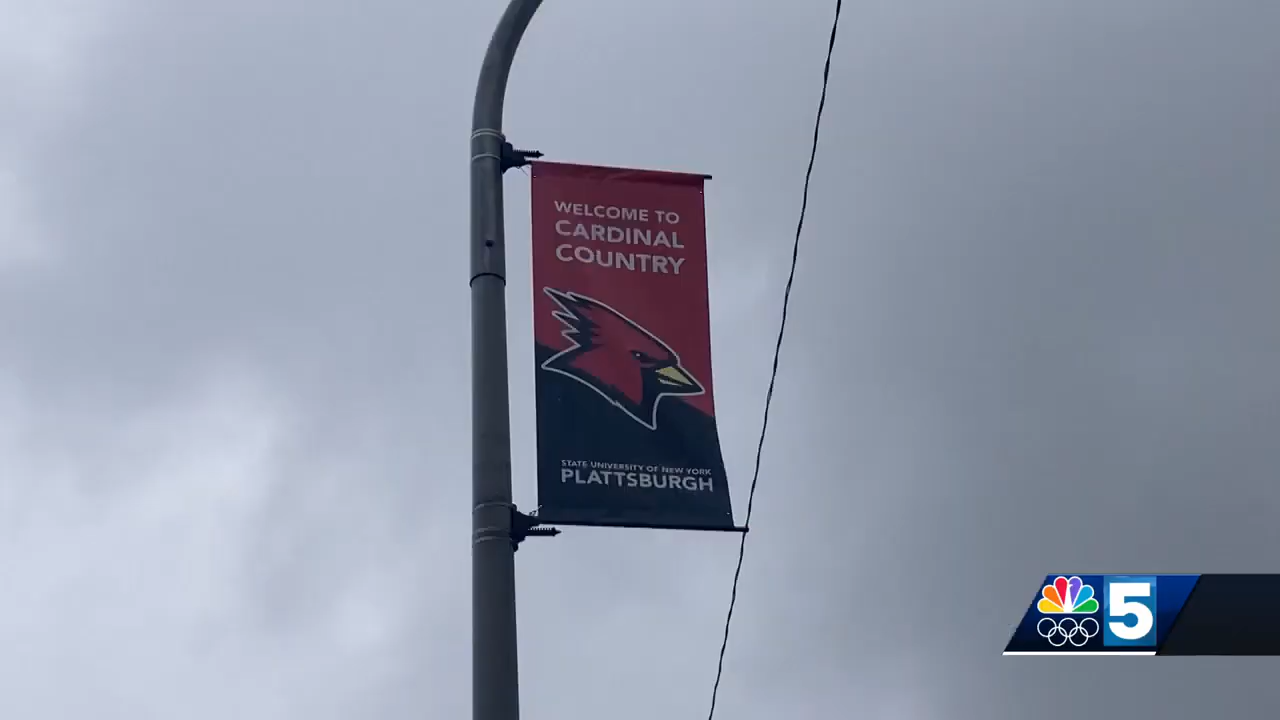 WELCOME TO
CARDINAL
COUNTRY
STATE UNIVERSITY OF NEW YORK
PLATTSBURGH
5